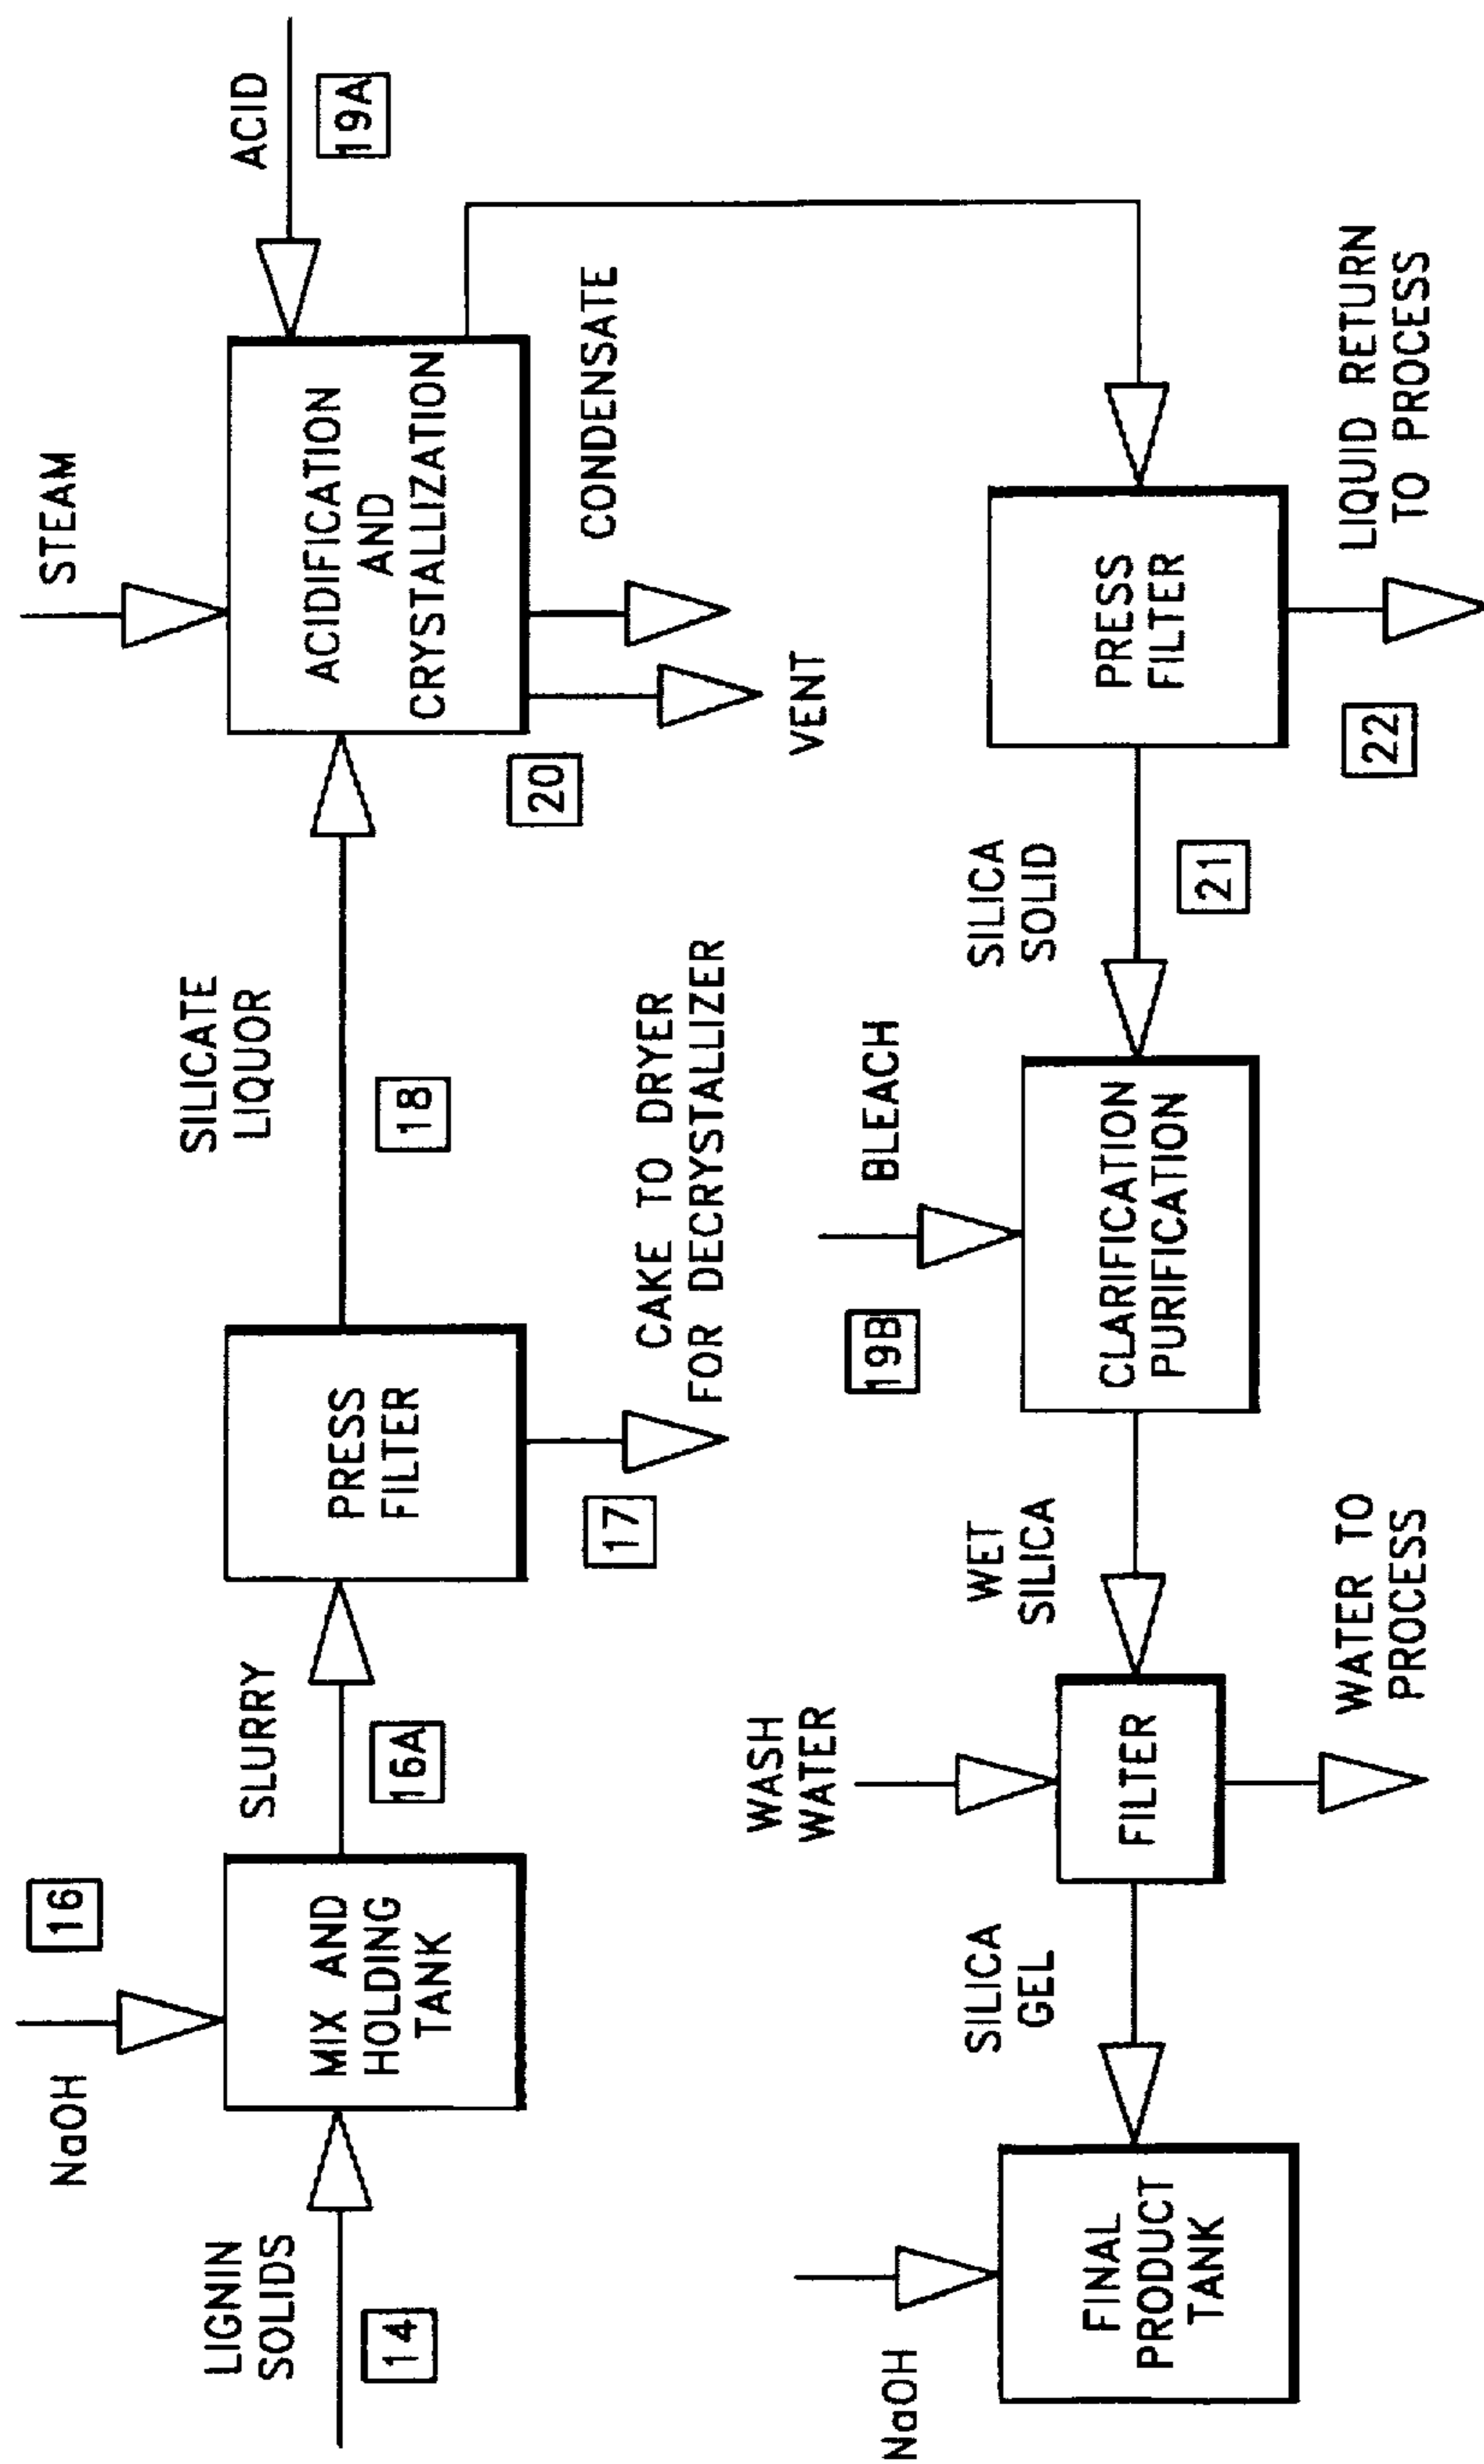 NaOH
16
LIGNIN
SOLIDS
14
MIX AND
HOLDING
TANK
SLURRY
16A
PRESS
FILTER
17
CAKE TO DRYER
FOR DECRYSTALLIZER
SILICATE
LIQUOR
18
STEAM
ACIDIFICATION
AND
CRYSTALLIZATION
ACID
19A
20
VENT
CONDENSATE
PRESS
FILTER
LIQUID RETURN
TO PROCESS
22
SILICA
SOLID
21
BLEACH
19B
CLARIFICATION
PURIFICATION
WET
SILICA
WASH
WATER
FILTER
WATER TO
PROCESS
SILICA
GEL
NaOH
FINAL
PRODUCT
TANK